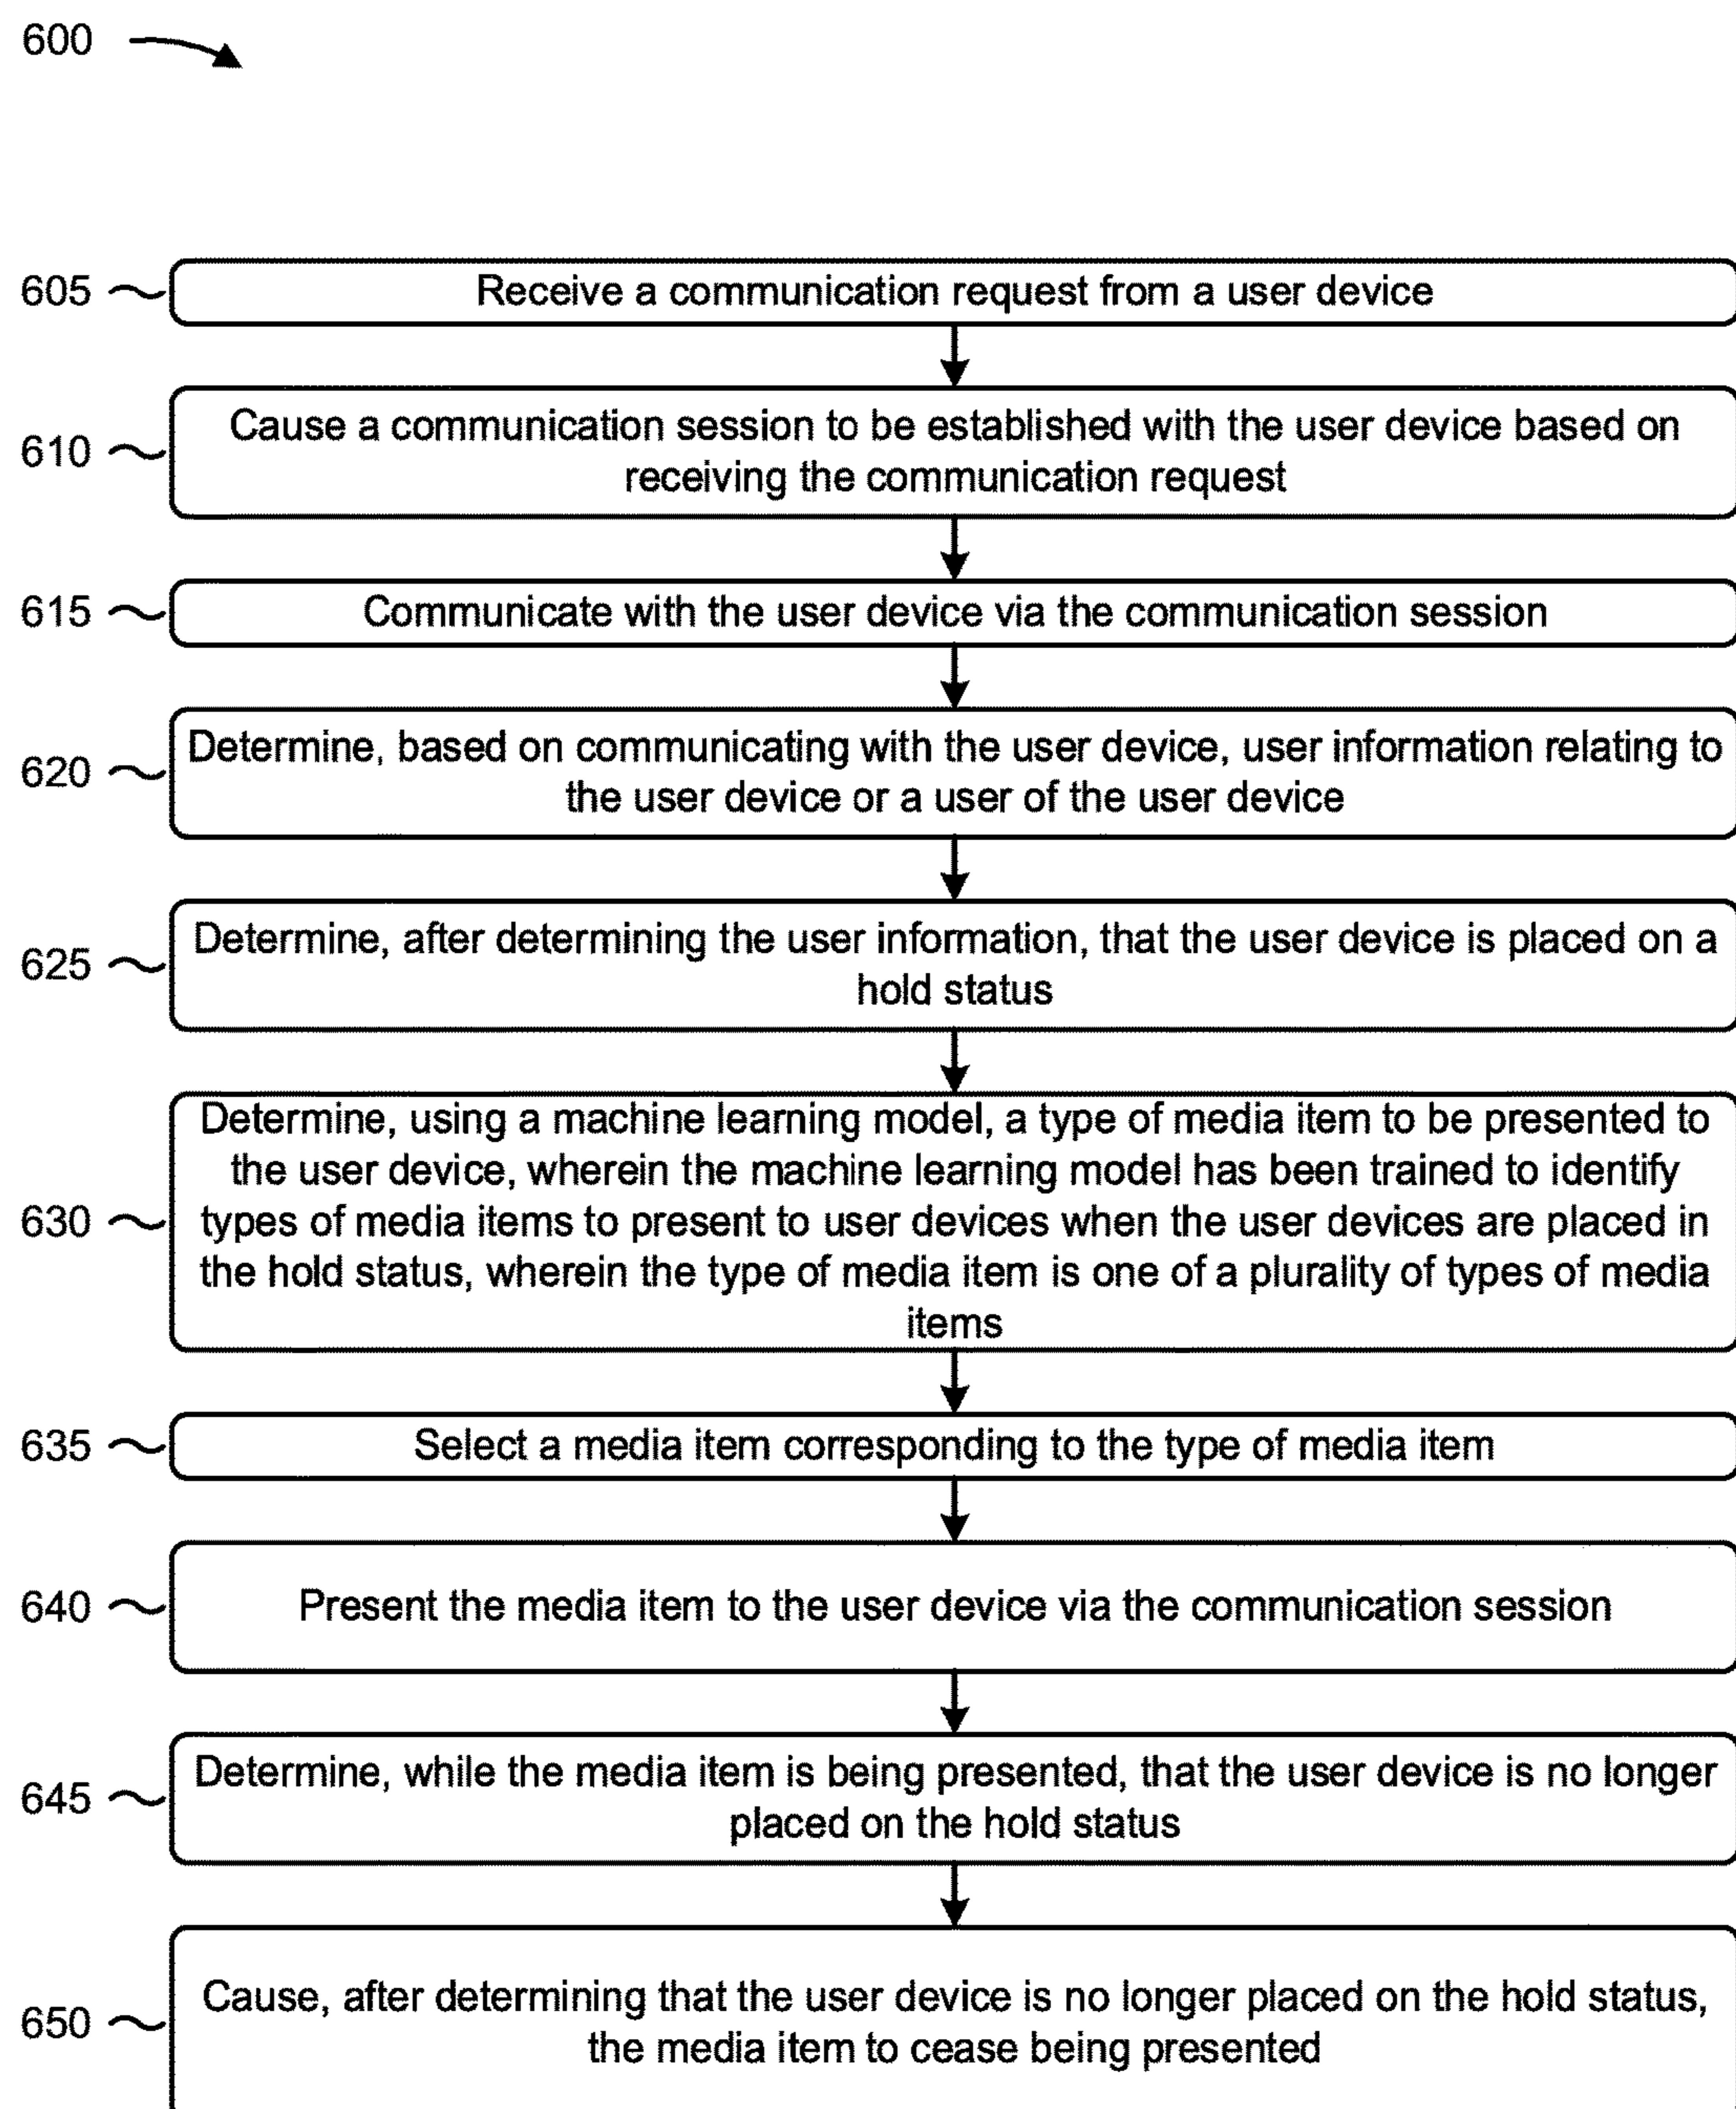 600
605
Receive a communication request from a user device
610
Cause a communication session to be established with the user device based on
receiving the communication request
615
Communicate with the user device via the communication session
620
Determine, based on communicating with the user device, user information relating to
the user device or a user of the user device
625
Determine, after determining the user information, that the user device is placed on a
hold status
630
Determine, using a machine learning model, a type of media item to be presented to
the user device, wherein the machine learning model has been trained to identify
types of media items to present to user devices when the user devices are placed in
the hold status, wherein the type of media item is one of a plurality of types of media
items
635
Select a media item corresponding to the type of media item
640
Present the media item to the user device via the communication session
645
Determine, while the media item is being presented, that the user device is no longer
placed on the hold status
650
Cause, after determining that the user device is no longer placed on the hold status,
the media item to cease being presented